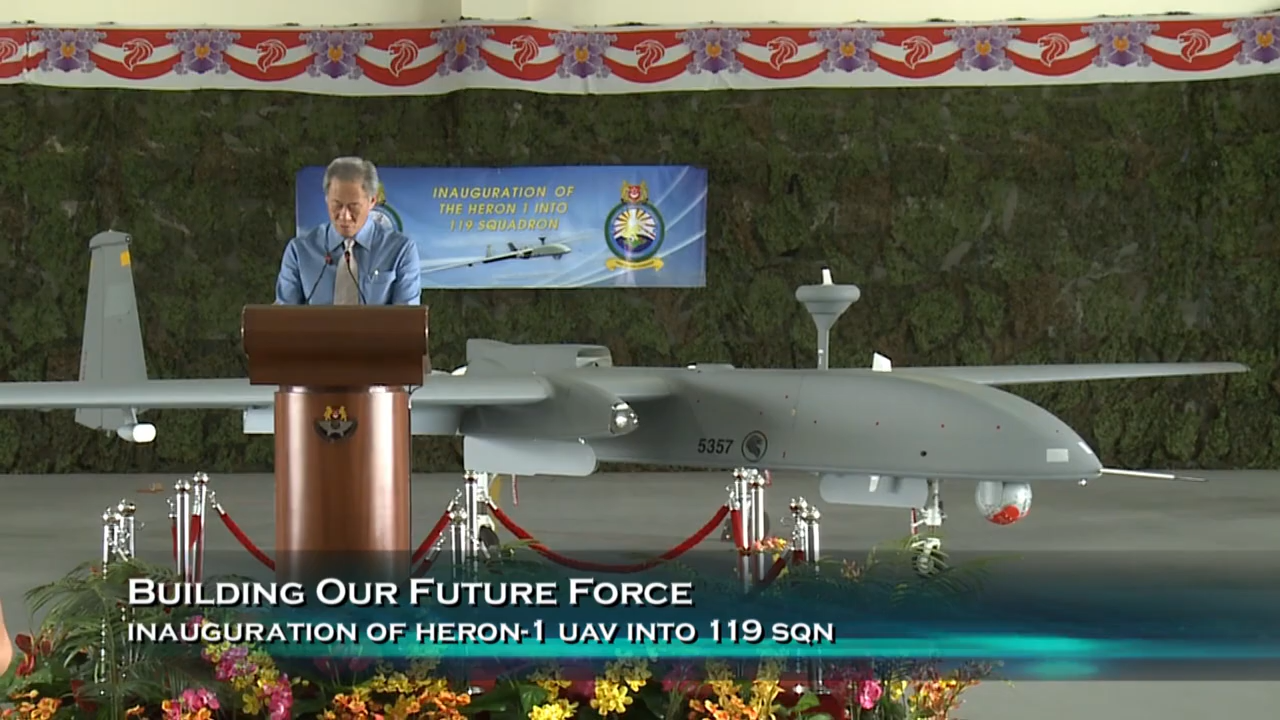 INAUGURATION OF
THE HERON 1 INTO
119 SQUADRON
5357
BUILDING OUR FUTURE FORCE
INAUGURATION OF HERON-1 UAV INTO 119 SQN